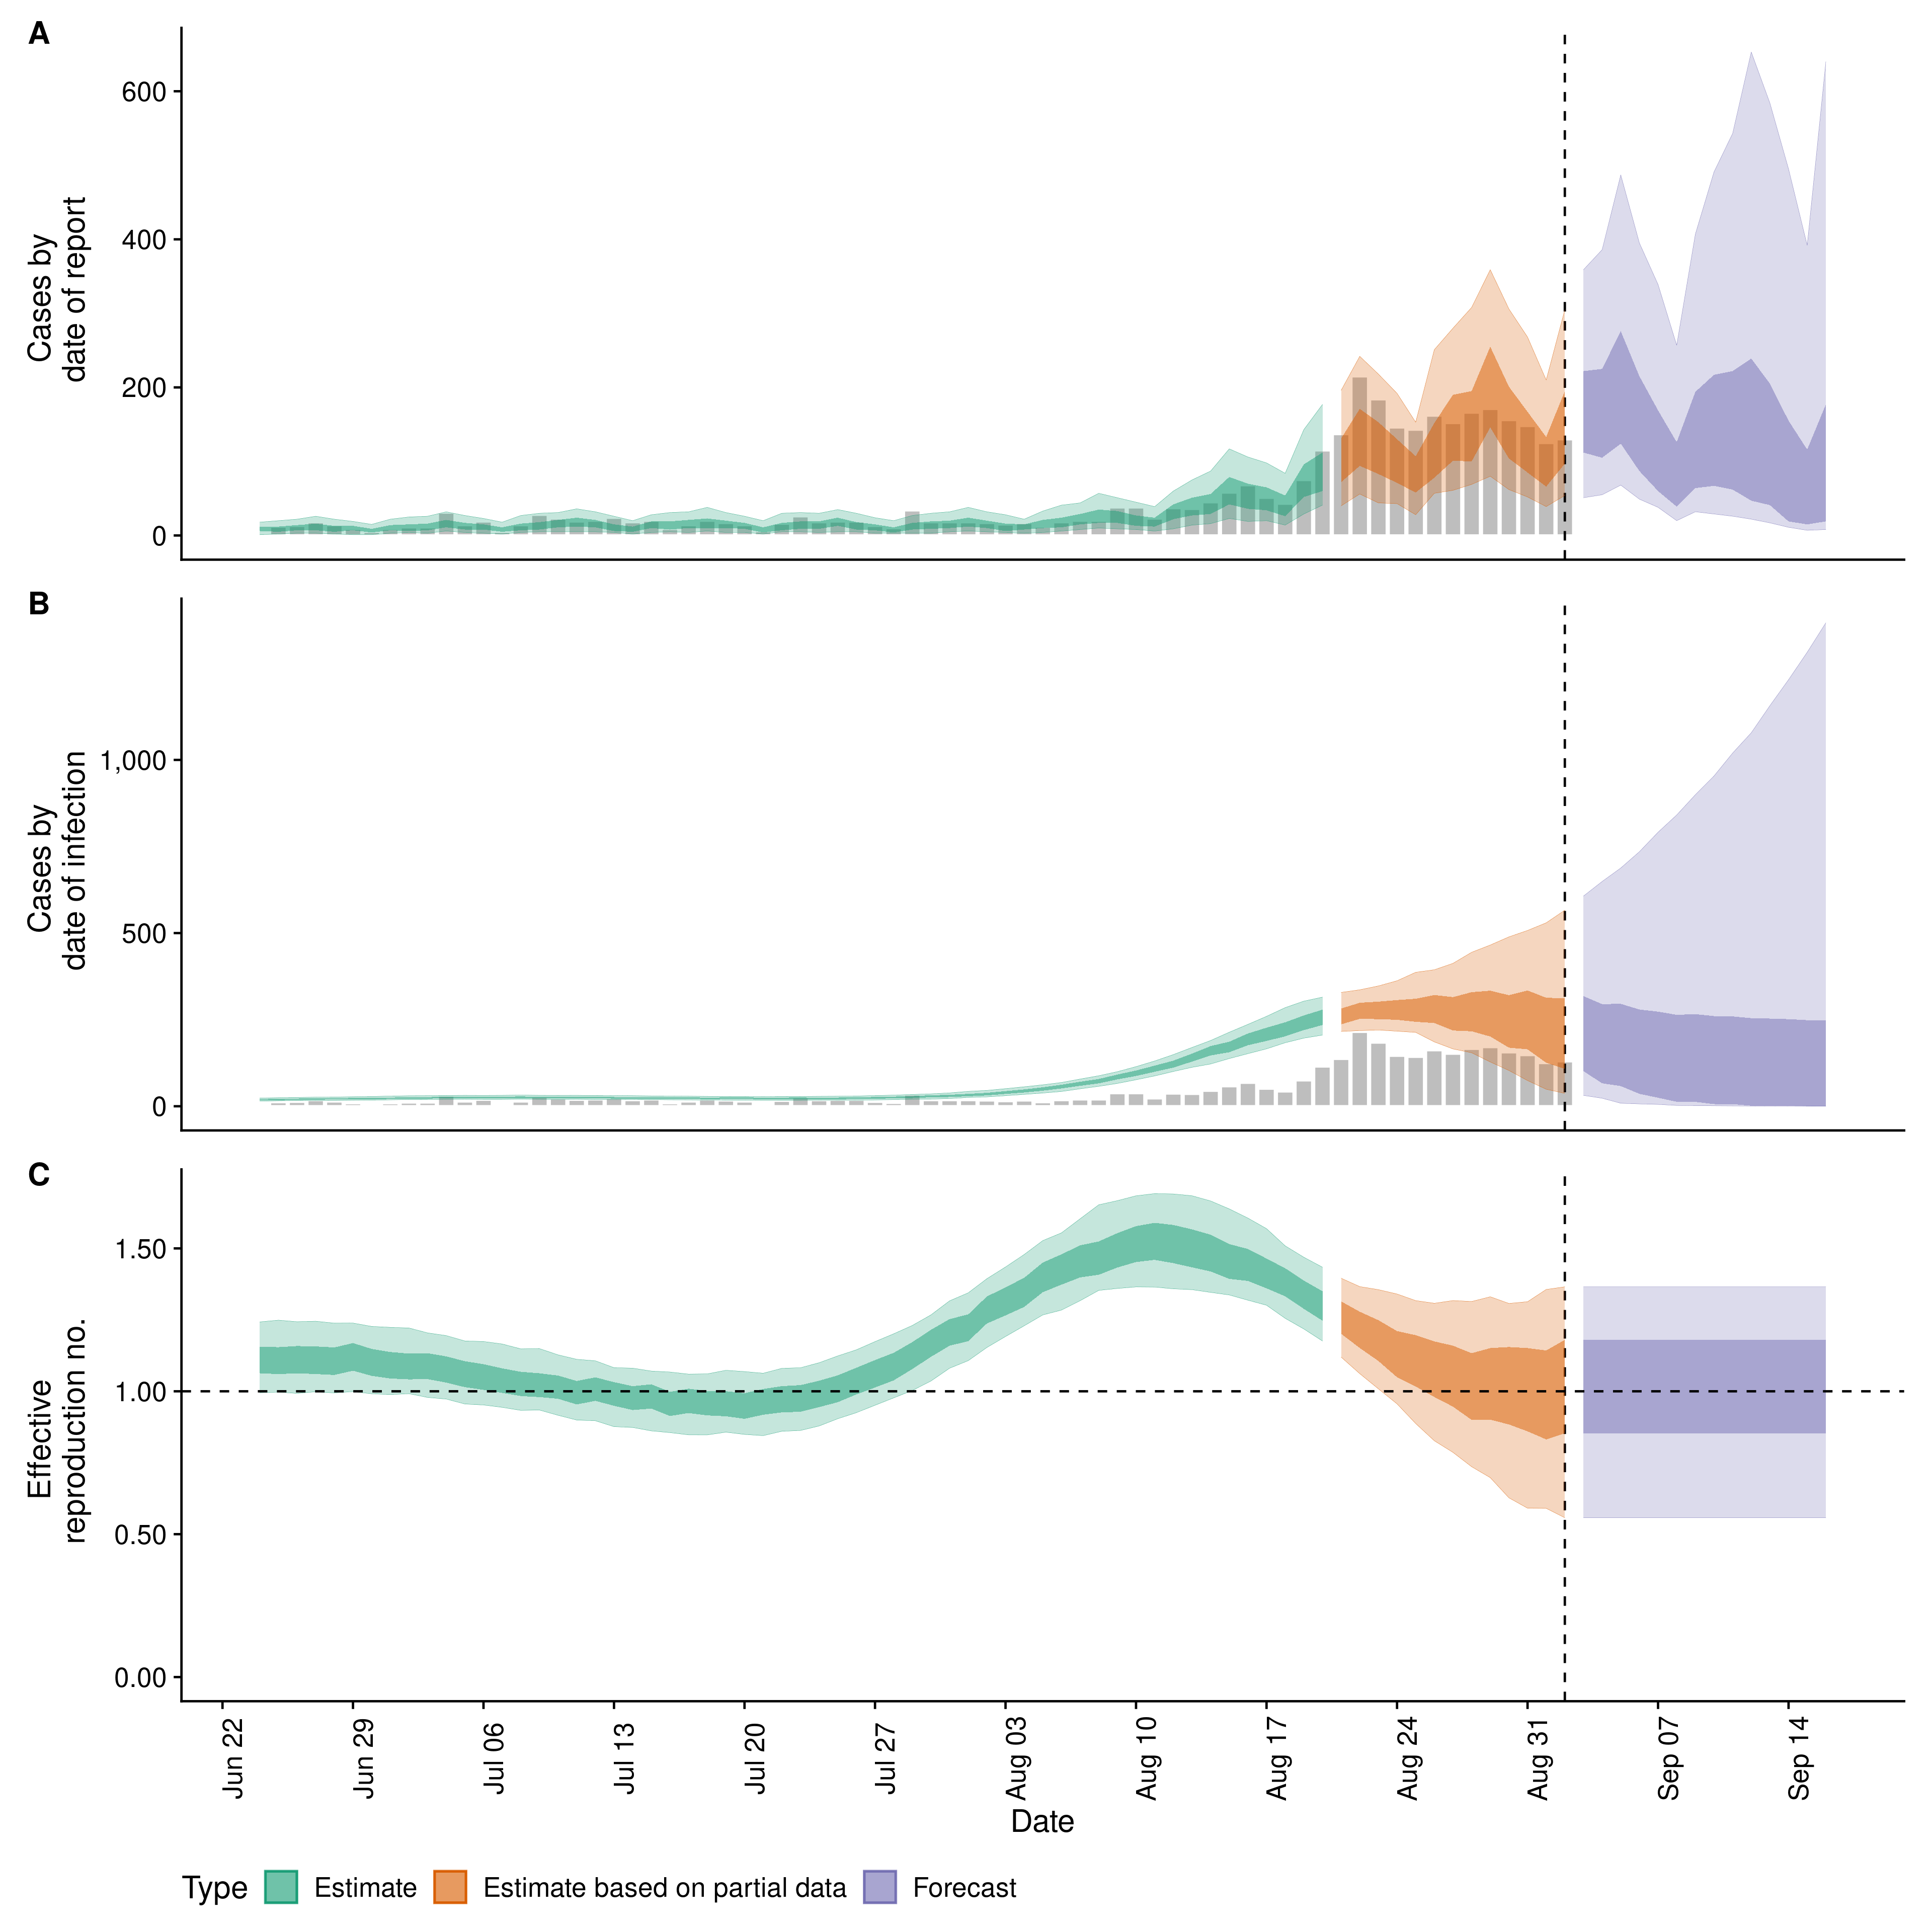 A
Cases by
date of report
600
400
200
0
B
Cases by
date of infection
1,000
500
0
C
Effective
reproduction no.
1.50
1.00
0.50
0.00
Jun 22
Jun 29
Jul 06
Jul 13
Jul 20
Jul 27
Aug 03
Aug 10
Aug 17
Aug 24
Aug 31
Sep 07
Sep 14
Date
Type Estimate Estimate based on partial data Forecast